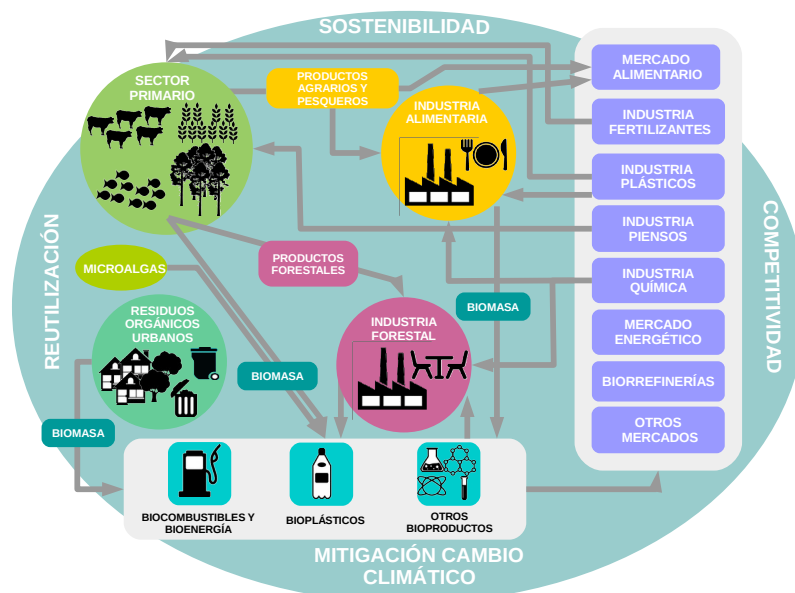 SOSTENIBILIDAD
SECTOR
PRIMARIO
PRODUCTOS
AGRARIOS Y
PESQUEROS
INDUSTRIA
ALIMENTARIA
MERCADO
ALIMENTARIO
INDUSTRIA
FERTILIZANTES
INDUSTRIA
PLÁSTICOS
INDUSTRIA
PIENSOS
INDUSTRIA
QUÍMICA
MERCADO
ENERGÉTICO
BIORREFINERÍAS
OTROS
MERCADOS
COMPETITIVIDAD
REUTILIZACIÓN
MICROALGAS
PRODUCTOS
FORESTALES
BIOMASA
RESIDUOS
ORGÁNICOS
URBANOS
INDUSTRIA
FORESTAL
BIOMASA
BIOMASA
BIOCOMBUSTIBLES Y
BIOENERGÍA
BIOPLÁSTICOS
OTROS
BIOPRODUCTOS
MITIGACIÓN CAMBIO
CLIMÁTICO